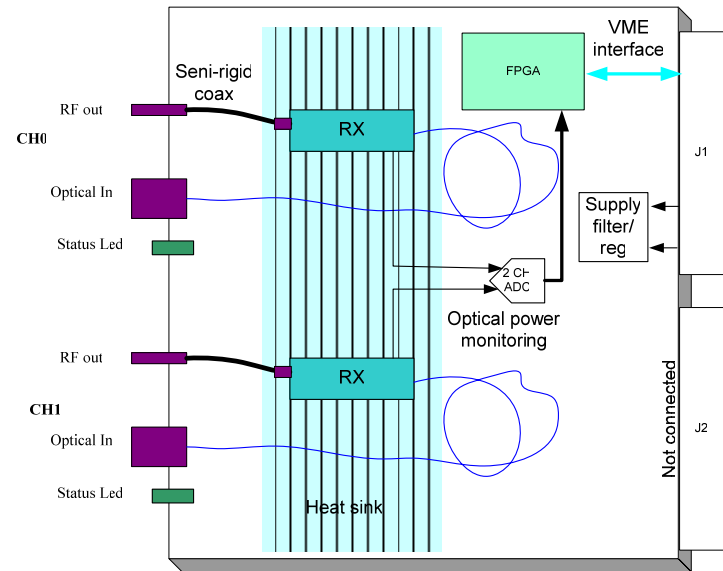 VME
interface
FPGA
Seni-rigid
coax
RF out
RX
CH0
J1
Optical In
Supply
filter/
reg
Status Led
2 CH
ADC
Optical power
monitoring
RF out
RX
CH1
Optical In
Not connected
J2
Status Led
Heat sink